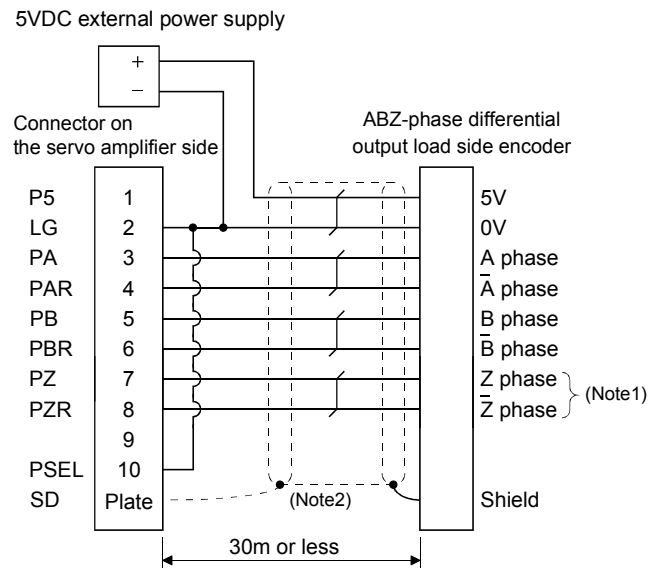 5VDC external power supply
+
−
Connector on
the servo amplifier side
ABZ-phase differential
output load side encoder
P5 1 5V
LG 2 0V
PA 3 A phase
PAR 4 A̅ phase
PB 5 B phase
PBR 6 B̅ phase
PZ 7 Z phase
PZR 8 Z̅ phase
(Note1)
9
PSEL 10
SD Plate (Note2) Shield
30m or less